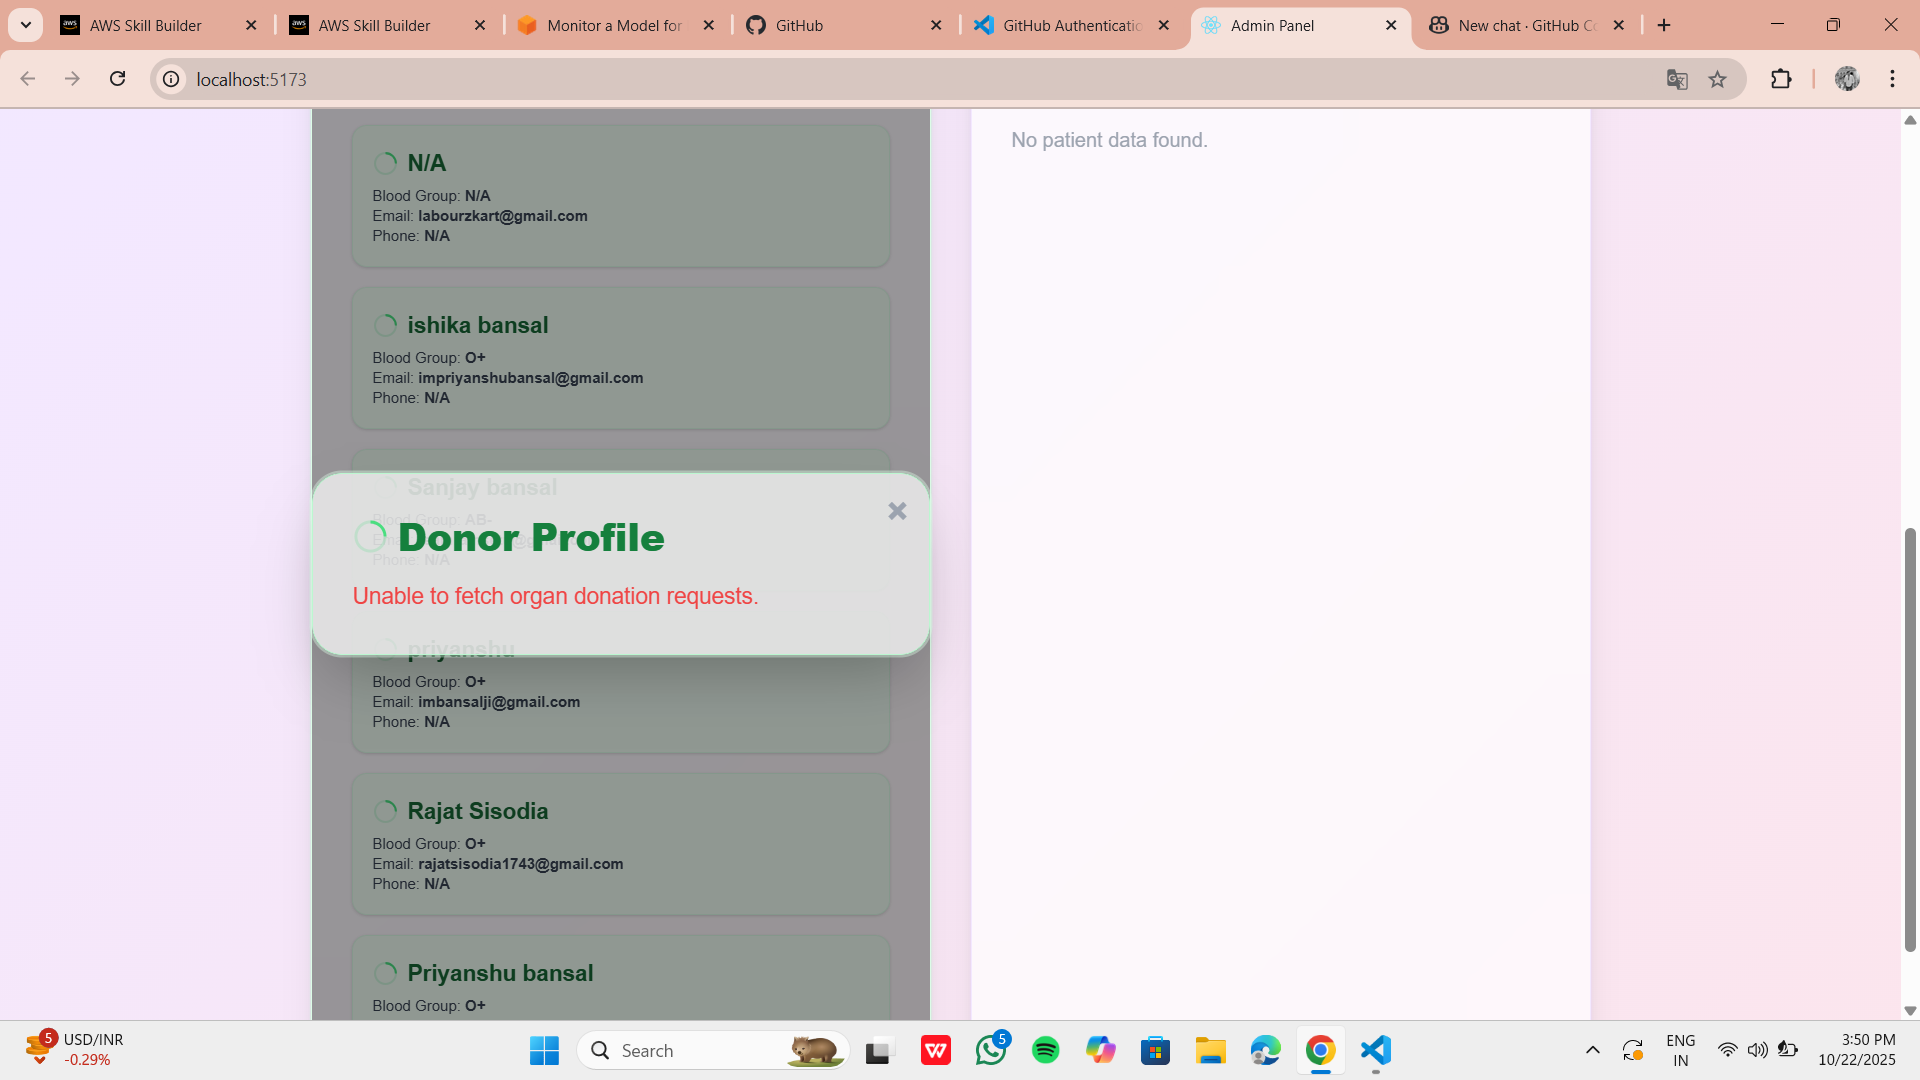 AWS Skill Builder
AWS Skill Builder
Monitor a Model for
GitHub
GitHub Authenticatio
Admin Panel
New chat · GitHub Co
localhost:5173
N/A
Blood Group: N/A
Email: labourzkart@gmail.com
Phone: N/A
ishika bansal
Blood Group: O+
Email: impriyanshubansal@gmail.com
Phone: N/A
Sanjay bansal
Blood Group: AB-
Donor Profile
Phone: N/A
Unable to fetch organ donation requests.
priyanshu
Blood Group: O+
Email: imbansalji@gmail.com
Phone: N/A
Rajat Sisodia
Blood Group: O+
Email: rajatsisodia1743@gmail.com
Phone: N/A
Priyanshu bansal
Blood Group: O+
No patient data found.
5
USD/INR
-0.29%
Search
5
ENG
IN
3:50 PM
10/22/2025